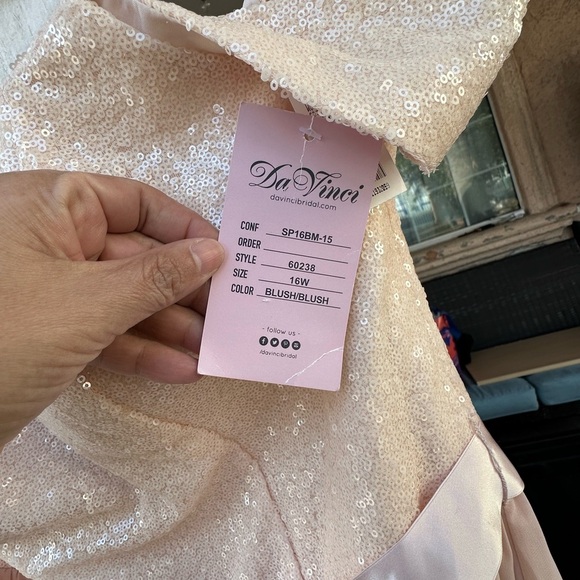 Da Vinci
davincibridal.com
CONF SP16BM-15
ORDER
STYLE 60238
SIZE 16W
COLOR BLUSH/BLUSH
- follow us -
/davincibridal